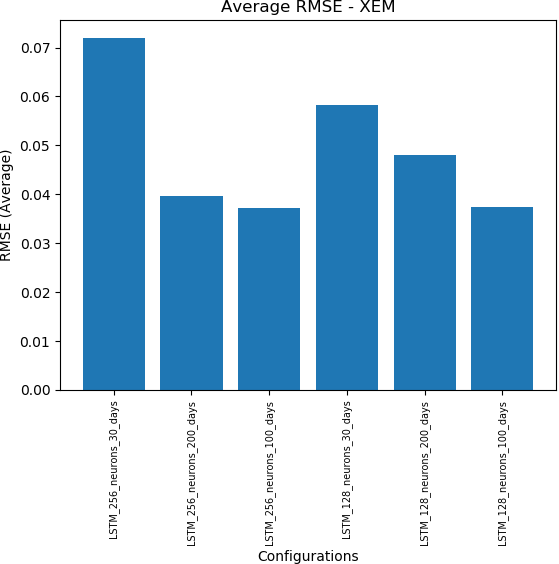 Average RMSE - XEM
RMSE (Average)
0.07
0.06
0.05
0.04
0.03
0.02
0.01
0.00
LSTM_256_neurons_30_days
LSTM_256_neurons_200_days
LSTM_256_neurons_100_days
LSTM_128_neurons_30_days
LSTM_128_neurons_200_days
LSTM_128_neurons_100_days
Configurations